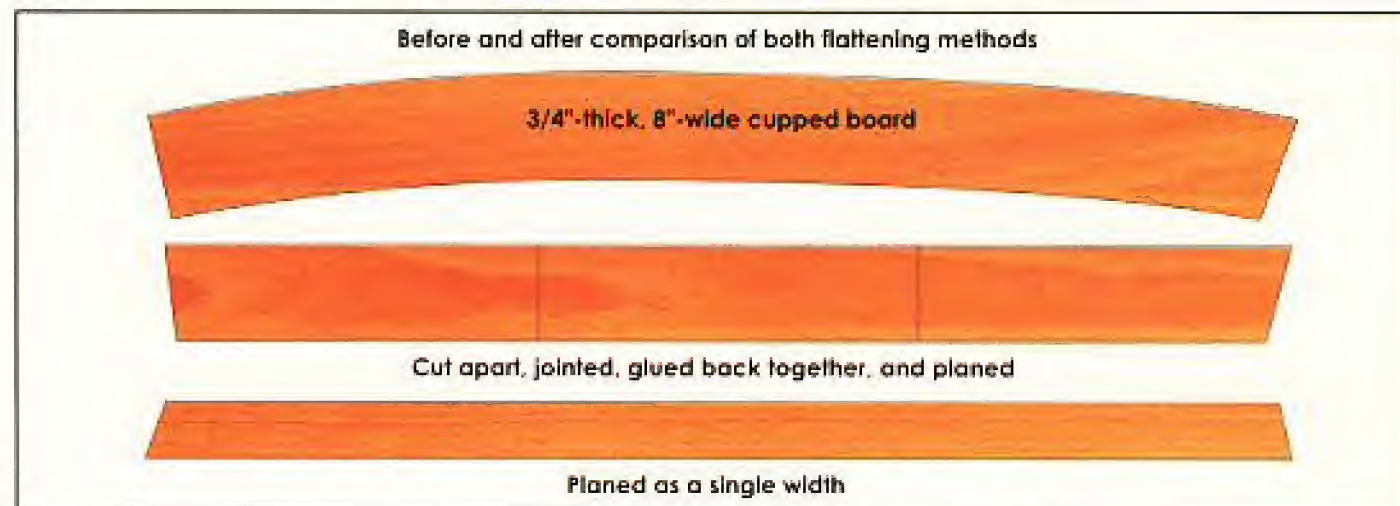 Before and after comparison of both flattening methods
3/4"-thick, 8"-wide cupped board
Cut apart, jointed, glued back together, and planed
Planed as a single width